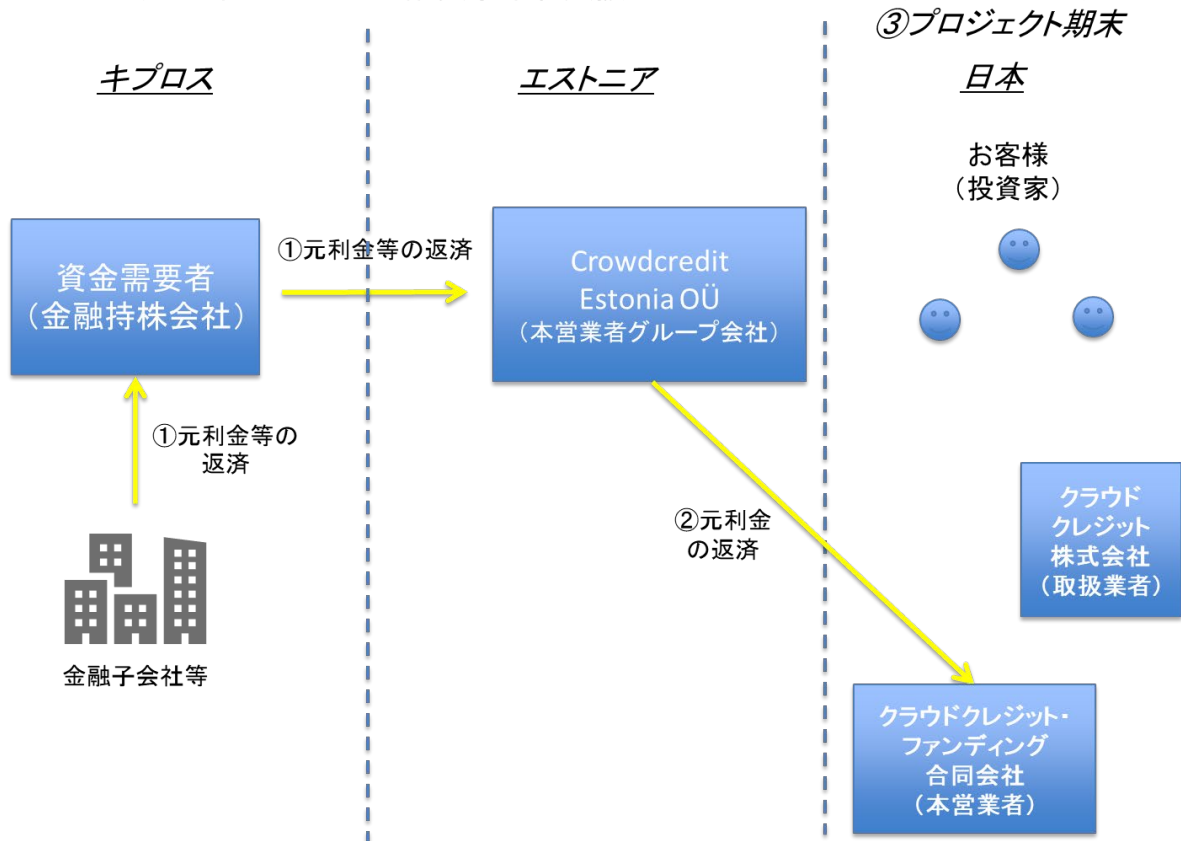 ③プロジェクト期末
キプロス
エストニア
日本
お客様
（投資家）
資金需要者
（金融持株会社）
①元利金等の返済
Crowdcredit
Estonia OÜ
（本営業者グループ会社）
①元利金等の
返済
金融子会社等
②元利金
の返済
クラウド
クレジット
株式会社
（取扱業者）
クラウドクレジット・
ファンディング
合同会社
（本営業者）